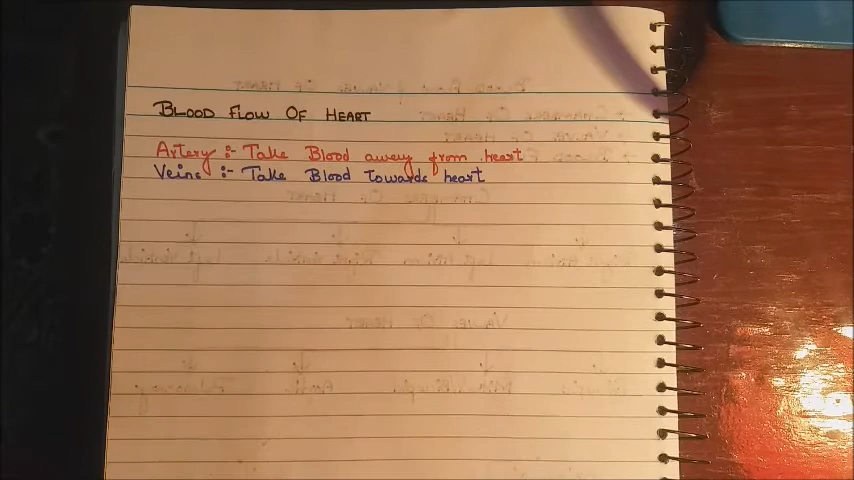 BLOOD FLOW OF HEART
Artery :- Take Blood away from heart
Veins :- Take Blood Towards heart